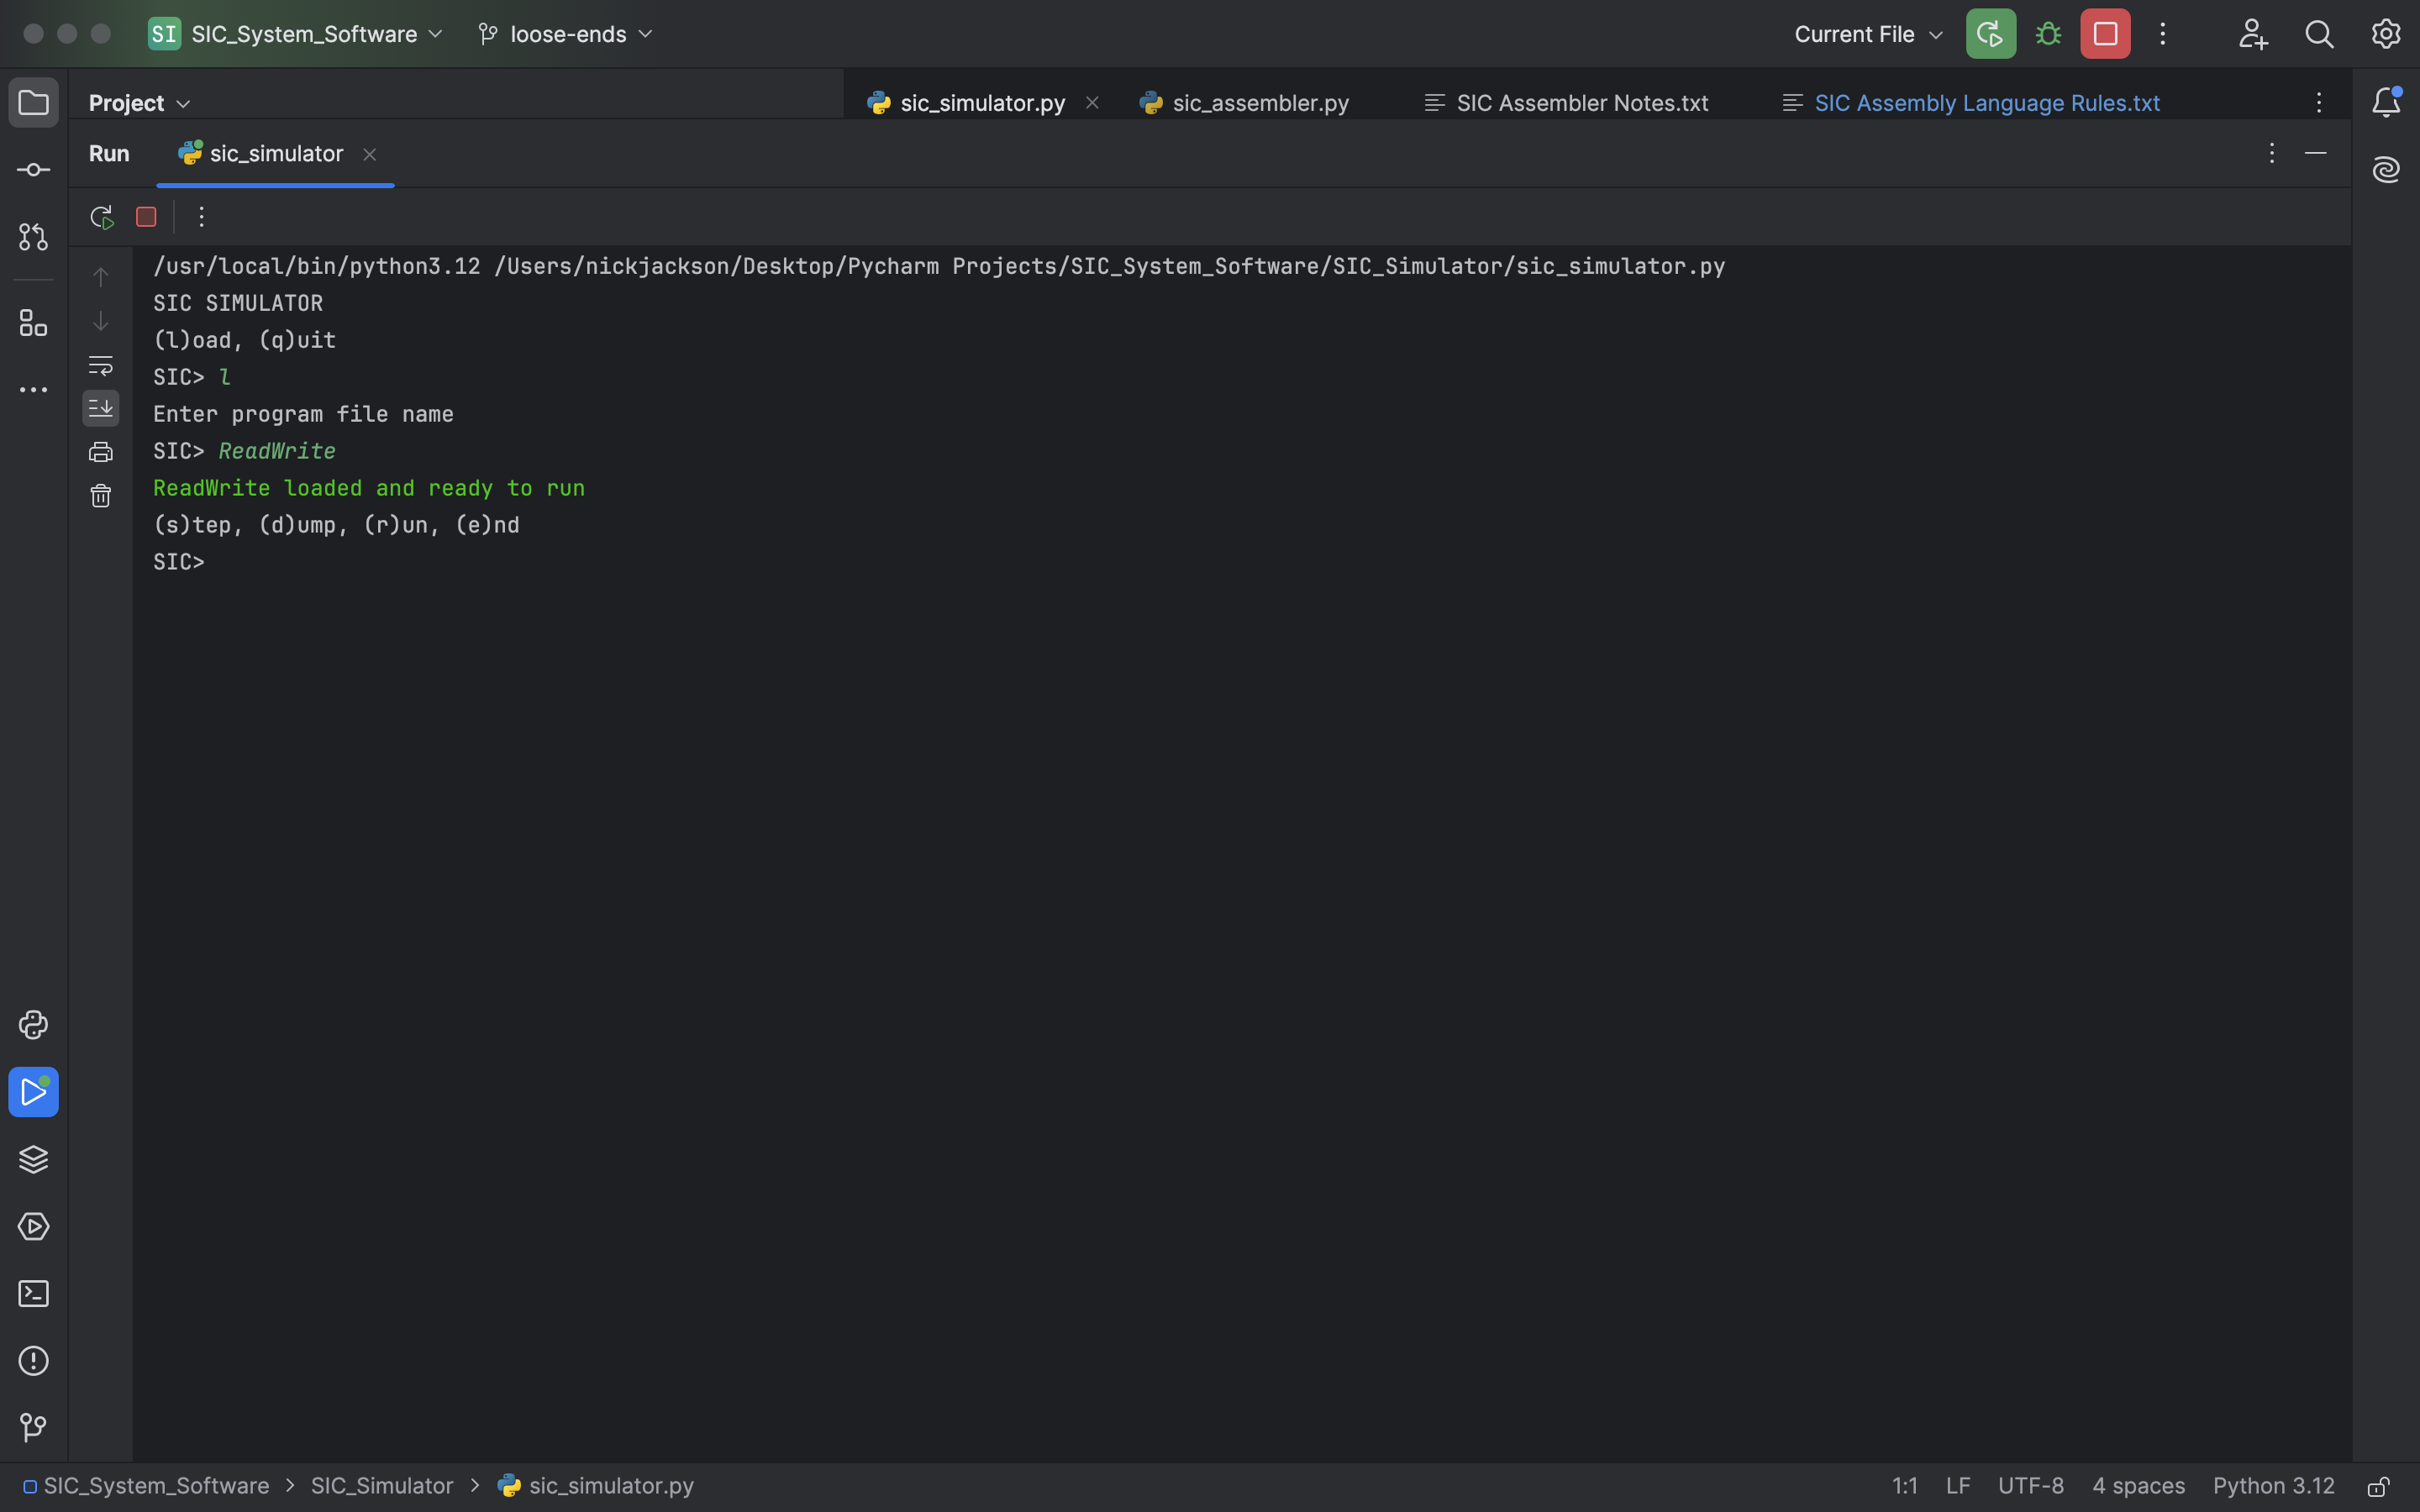 SI SIC_System_Software loose-ends Current File
Project sic_simulator.py sic_assembler.py SIC Assembler Notes.txt SIC Assembly Language Rules.txt
Run sic_simulator
/usr/local/bin/python3.12 /Users/nickjackson/Desktop/Pycharm Projects/SIC_System_Software/SIC_Simulator/sic_simulator.py
SIC SIMULATOR
(l)oad, (q)uit
SIC> l
Enter program file name
SIC> ReadWrite
ReadWrite loaded and ready to run
(s)tep, (d)ump, (r)un, (e)nd
SIC>
SIC_System_Software > SIC_Simulator > sic_simulator.py 1:1 LF UTF-8 4 spaces Python 3.12